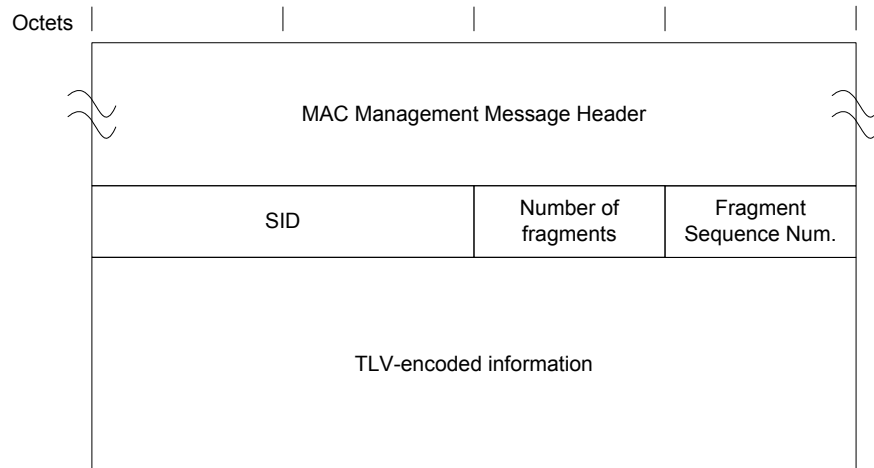 Octets
MAC Management Message Header
SID
Number of
fragments
Fragment
Sequence Num.
TLV-encoded information